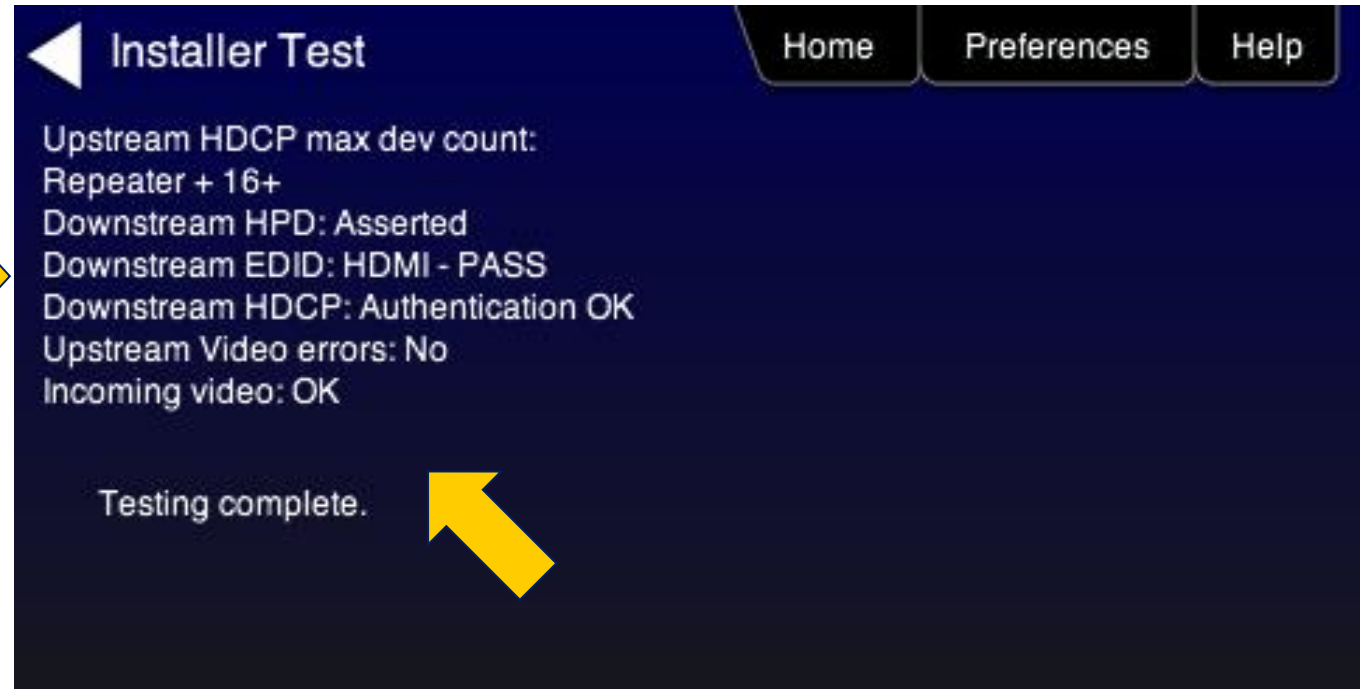 Installer Test
Home
Preferences
Help
Upstream HDCP max dev count:
Repeater + 16+
Downstream HPD: Asserted
Downstream EDID: HDMI - PASS
Downstream HDCP: Authentication OK
Upstream Video errors: No
Incoming video: OK
Testing complete.